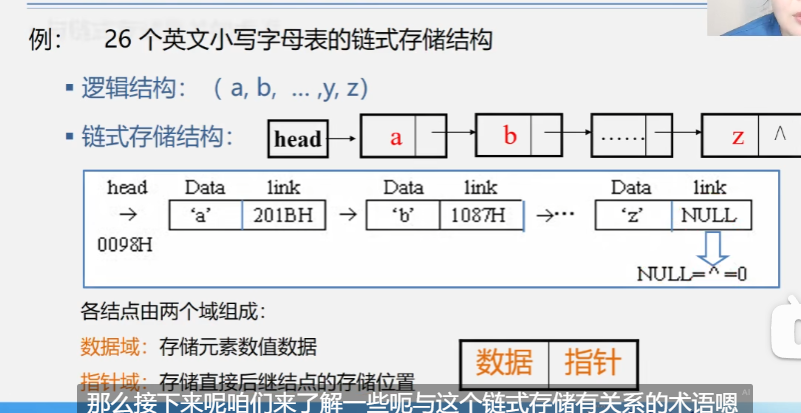 例： 26 个英文小写字母表的链式存储结构
▪ 逻辑结构：（ a, b, … ,y, z）
▪ 链式存储结构： head a b …… z ∧
head Data link Data link Data link
→ ‘a’ 201BH → ‘b’ 1087H →… ‘z’ NULL
0098H
NULL=^=0
各结点由两个域组成：
数据域：存储元素数值数据
数据 指针
指针域：存储直接后继结点的存储位置
那么接下来呢咱们来了解一些呃与这个链式存储有关系的术语嗯